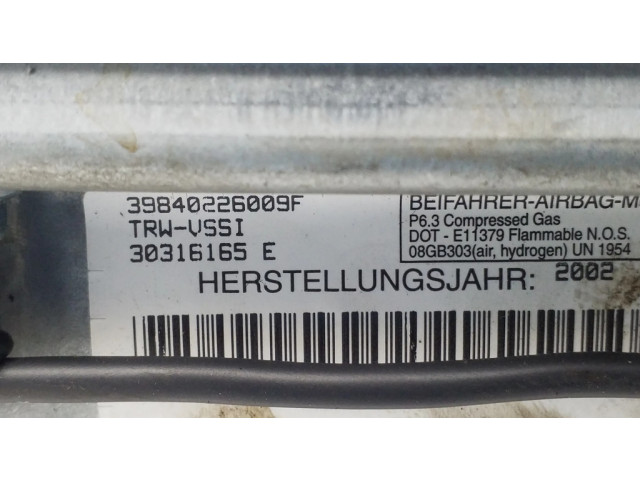 39840226009F
TRW-VSSI
30316165 E
BEIFAHRER-AIRBAG-M
P6.3 Compressed Gas
DOT - E11379 Flammable N.O.S.
08GB303(air, hydrogen) UN 1954
HERSTELLUNGSJAHR: 2002